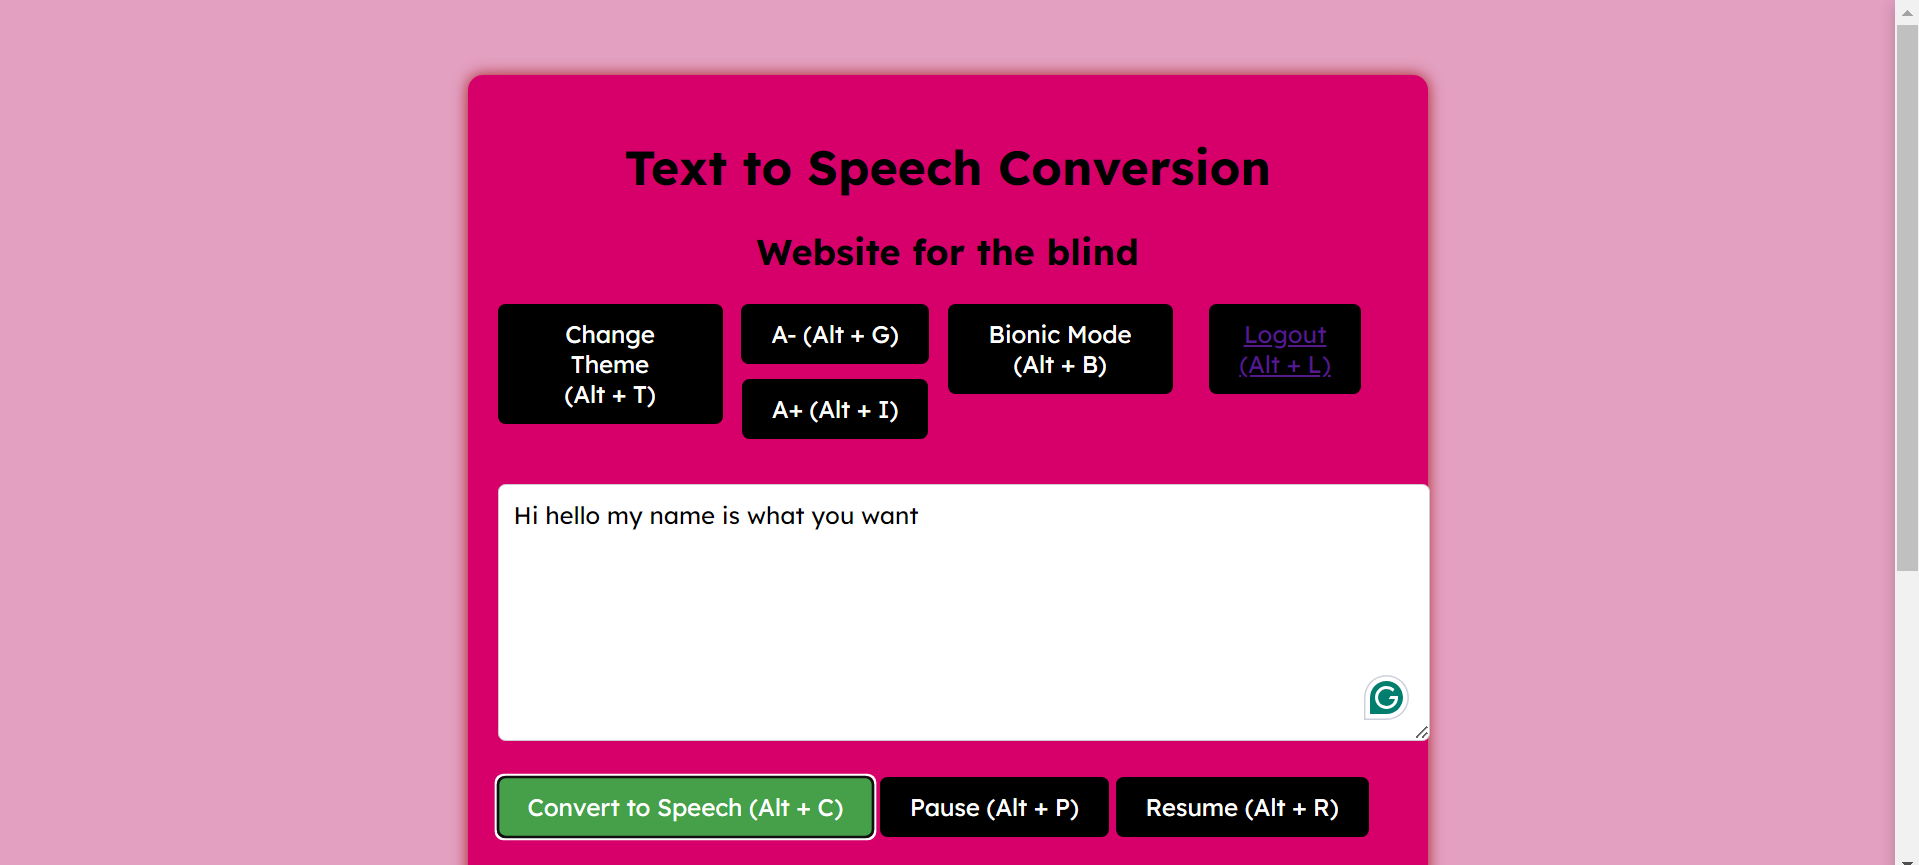 Text to Speech Conversion
Website for the blind
Change
Theme
(Alt + T)
A- (Alt + G)
A+ (Alt + I)
Bionic Mode
(Alt + B)
Logout
(Alt + L)
Hi hello my name is what you want
Convert to Speech (Alt + C)
Pause (Alt + P)
Resume (Alt + R)